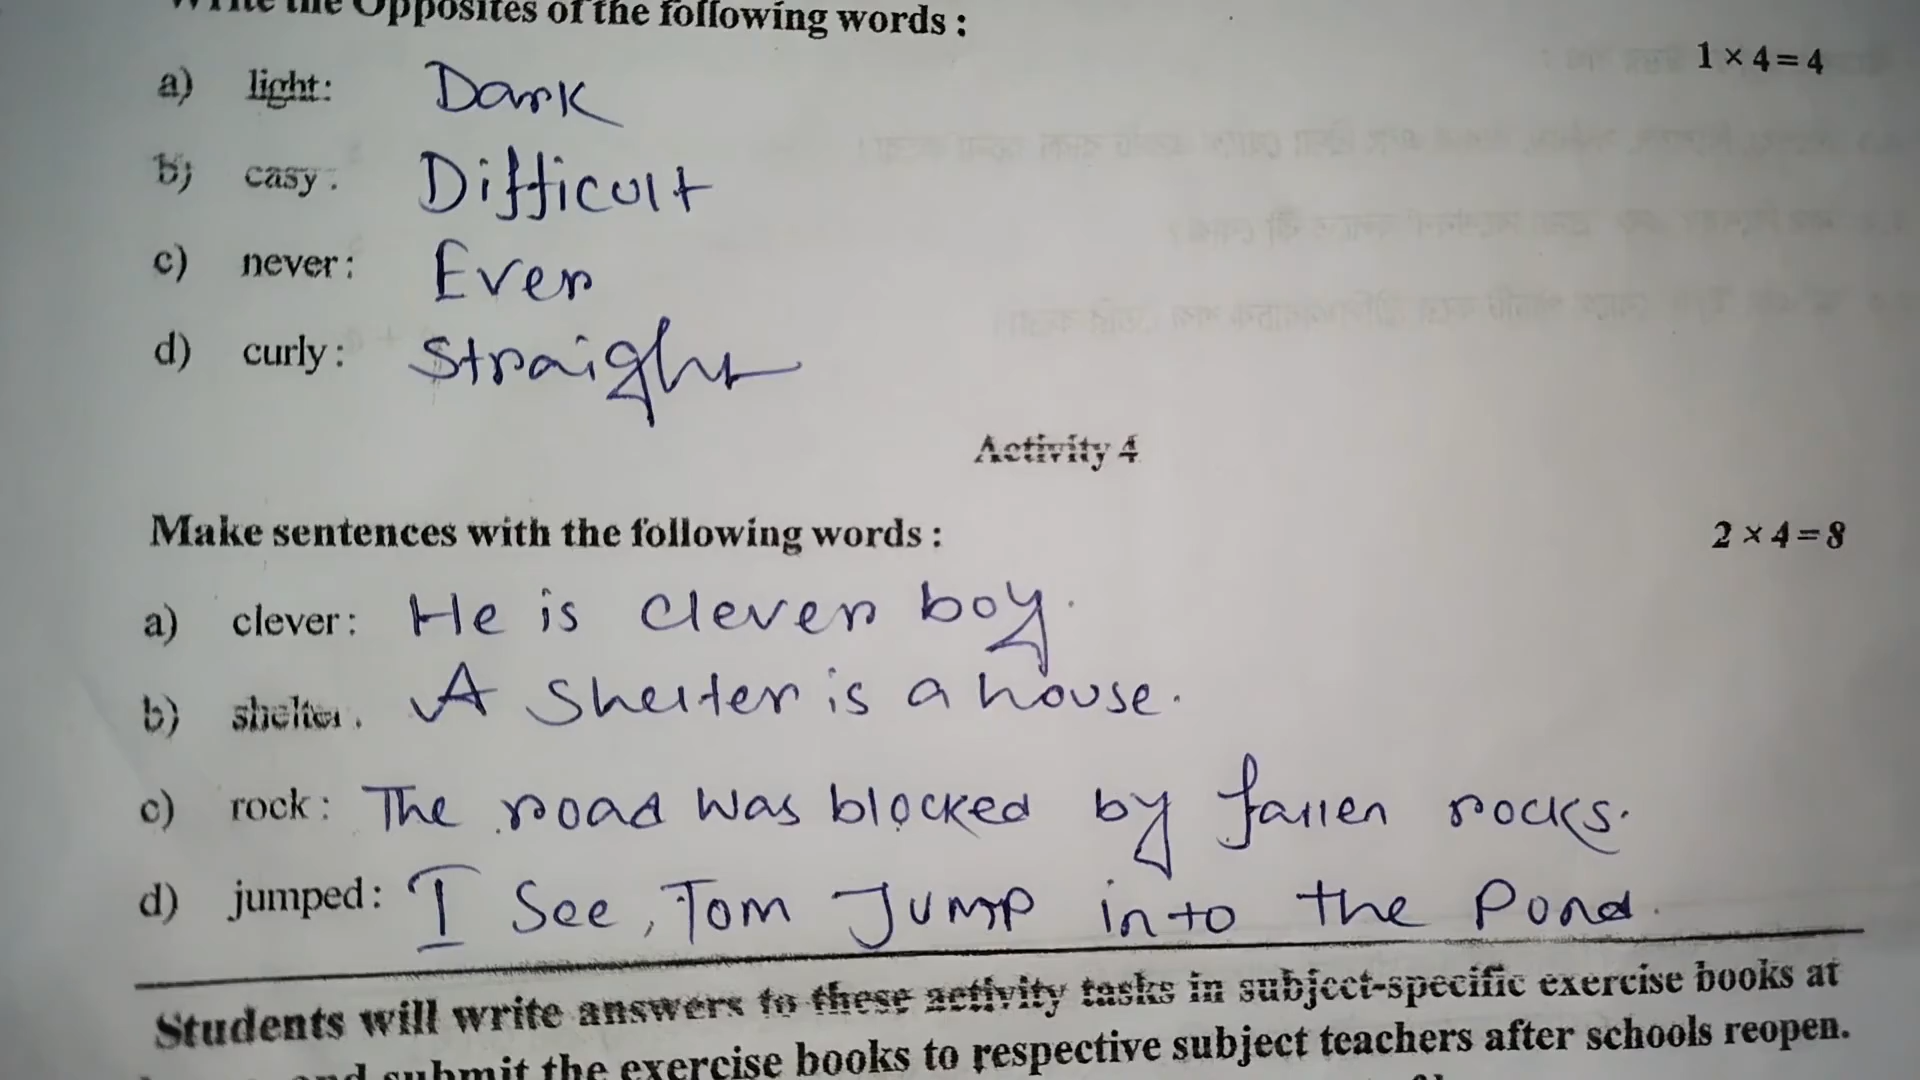 Write the Opposites of the following words :
1 × 4 = 4
a) light: Dark
b) easy: Difficult
c) never: Ever
d) curly: Straight
Activity 4
Make sentences with the following words :
2 × 4 = 8
a) clever: He is clever boy.
b) shelter. A Shelter is a house.
c) rock: The road was blocked by fallen rocks.
d) jumped: I See, Tom Jump into the Pond.
Students will write answers to these activity tasks in subject-specific exercise books at
and submit the exercise books to respective subject teachers after schools reopen.